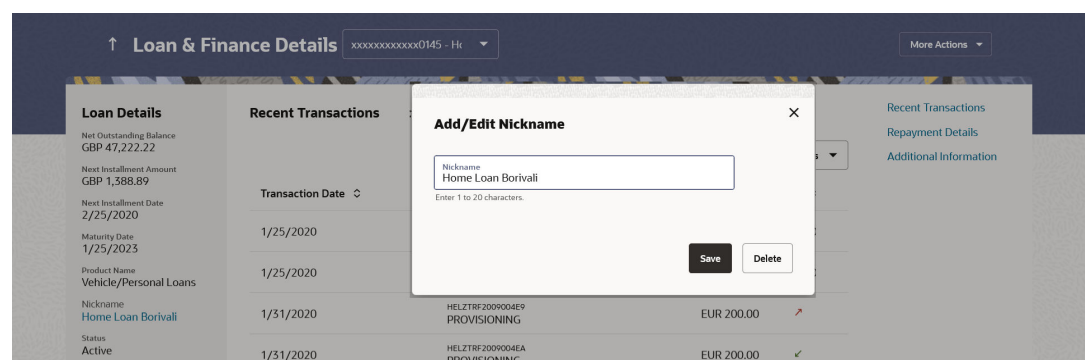 ↑ Loan & Finance Details xxxxxxxxxxxx0145 - Ho
More Actions
Loan Details
Net Outstanding Balance
GBP 47,222.22
Next Installment Amount
GBP 1,388.89
Next Installment Date
2/25/2020
Maturity Date
1/25/2023
Product Name
Vehicle/Personal Loans
Nickname
Home Loan Borivali
Status
Active
Recent Transactions
Transaction Date
1/25/2020
1/25/2020
1/31/2020
HELZTRF2009004E9
PROVISIONING
EUR 200.00
1/31/2020
HELZTRF2009004EA
PROVISIONING
EUR 200.00
Add/Edit Nickname
Nickname
Home Loan Borivali
Enter 1 to 20 characters.
Save
Delete
Recent Transactions
Repayment Details
Additional Information